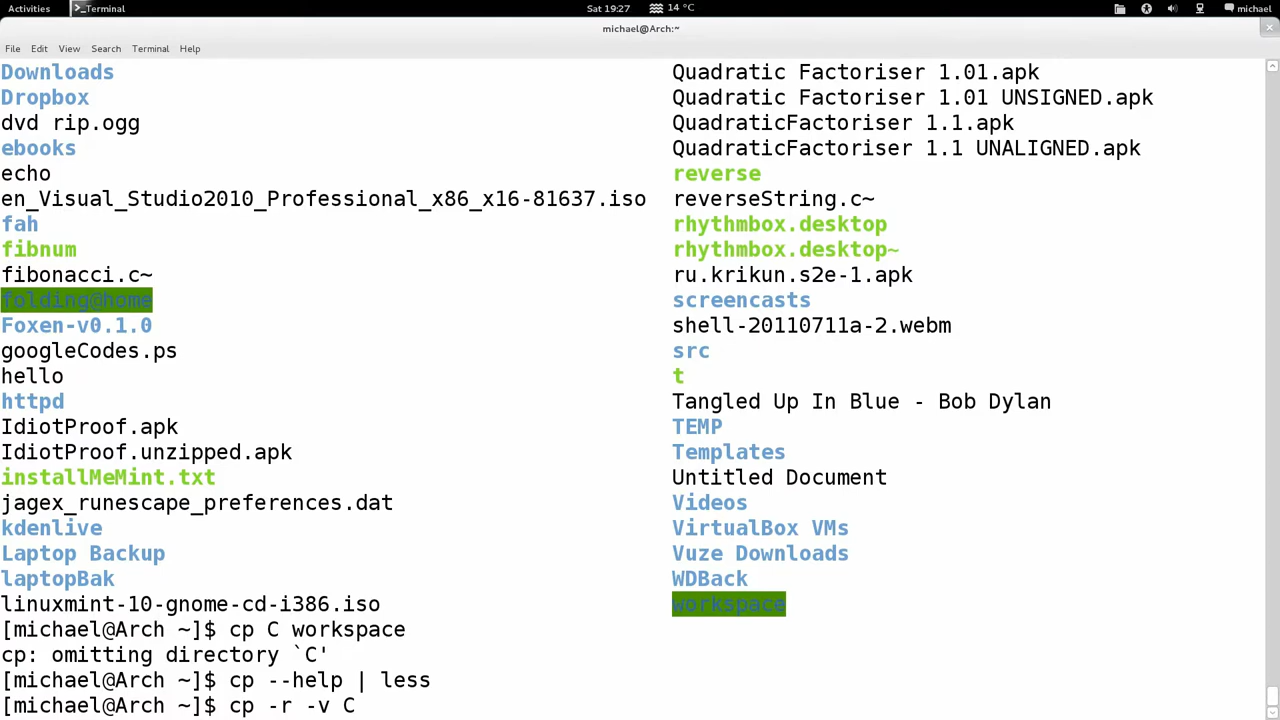 Activities
Terminal
Sat 19:27
14 °C
michael
michael@Arch:~
File Edit View Search Terminal Help
Downloads
Dropbox
dvd rip.ogg
ebooks
echo
en_Visual_Studio2010_Professional_x86_x16-81637.iso
fah
fibnum
fibonacci.c~
folding@home
Foxen-v0.1.0
googleCodes.ps
hello
httpd
IdiotProof.apk
IdiotProof.unzipped.apk
installMeMint.txt
jagex_runescape_preferences.dat
kdenlive
Laptop Backup
laptopBak
linuxmint-10-gnome-cd-i386.iso
Quadratic Factoriser 1.01.apk
Quadratic Factoriser 1.01 UNSIGNED.apk
QuadraticFactoriser 1.1.apk
QuadraticFactoriser 1.1 UNALIGNED.apk
reverse
reverseString.c~
rhythmbox.desktop
rhythmbox.desktop~
ru.krikun.s2e-1.apk
screencasts
shell-20110711a-2.webm
src
t
Tangled Up In Blue - Bob Dylan
TEMP
Templates
Untitled Document
Videos
VirtualBox VMs
Vuze Downloads
WDBack
workspace
[michael@Arch ~]$ cp C workspace
cp: omitting directory `C'
[michael@Arch ~]$ cp --help | less
[michael@Arch ~]$ cp -r -v C